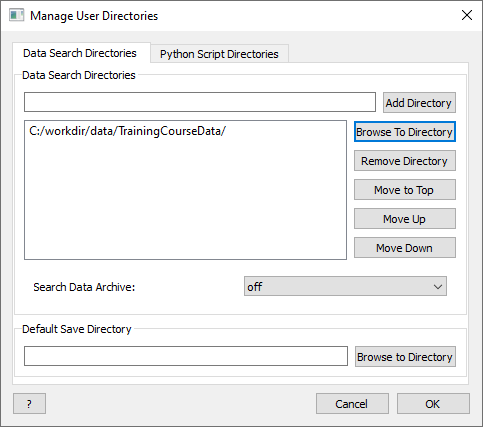 Manage User Directories
Data Search Directories
Python Script Directories
Data Search Directories
Add Directory
C:/workdir/data/TrainingCourseData/
Browse To Directory
Remove Directory
Move to Top
Move Up
Move Down
Search Data Archive:
off
Default Save Directory
Browse to Directory
?
Cancel
OK